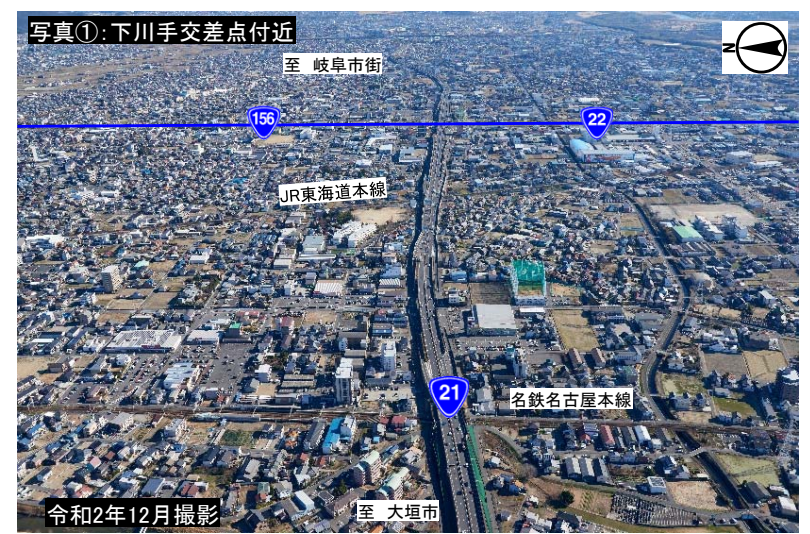 写真①:下川手交差点付近
至 岐阜市街
N
156
22
JR東海道本線
21
名鉄名古屋本線
至 大垣市
令和2年12月撮影